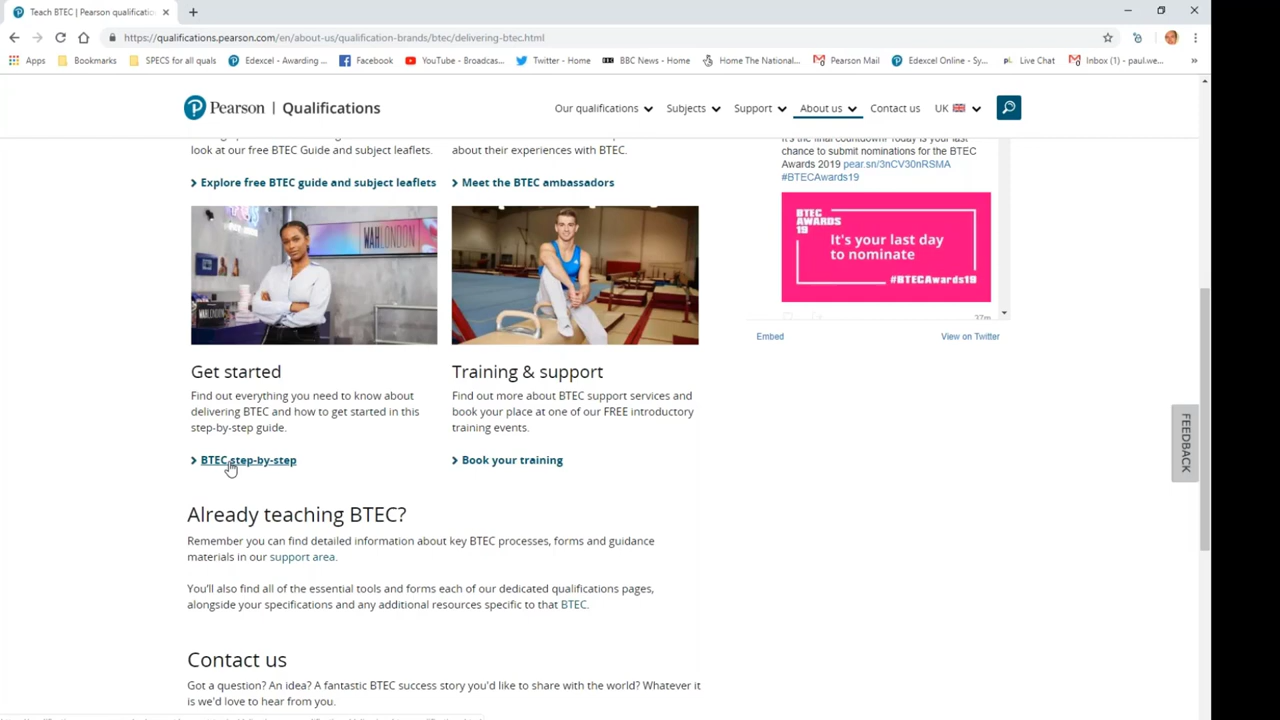 Teach BTEC | Pearson qualificatio
https://qualifications.pearson.com/en/about-us/qualification-brands/btec/delivering-btec.html
Apps
Bookmarks
SPECS for all quals
Edexcel - Awarding ...
Facebook
YouTube - Broadcas...
Twitter - Home
BBC News - Home
Home The National...
Pearson Mail
Edexcel Online - Sy...
Live Chat
Inbox (1) - paul.we...
Pearson | Qualifications
Our qualifications
Subjects
Support
About us
Contact us
UK
look at our free BTEC Guide and subject leaflets.
about their experiences with BTEC.
Explore free BTEC guide and subject leaflets
Meet the BTEC ambassadors
It's the final countdown! Today is your last
chance to submit nominations for the BTEC
Awards 2019 pear.sn/3nCV30nRSMA
#BTECAwards19
BTEC
AWARDS
19
It's your last day
to nominate
#BTECAwards19
37m
Embed
View on Twitter
WAH LONDON
Get started
Find out everything you need to know about
delivering BTEC and how to get started in this
step-by-step guide.
BTEC step-by-step
Training & support
Find out more about BTEC support services and
book your place at one of our FREE introductory
training events.
Book your training
FEEDBACK
Already teaching BTEC?
Remember you can find detailed information about key BTEC processes, forms and guidance
materials in our support area.
You'll also find all of the essential tools and forms each of our dedicated qualifications pages,
alongside your specifications and any additional resources specific to that BTEC.
Contact us
Got a question? An idea? A fantastic BTEC success story you'd like to share with the world? Whatever it
is we'd love to hear from you.